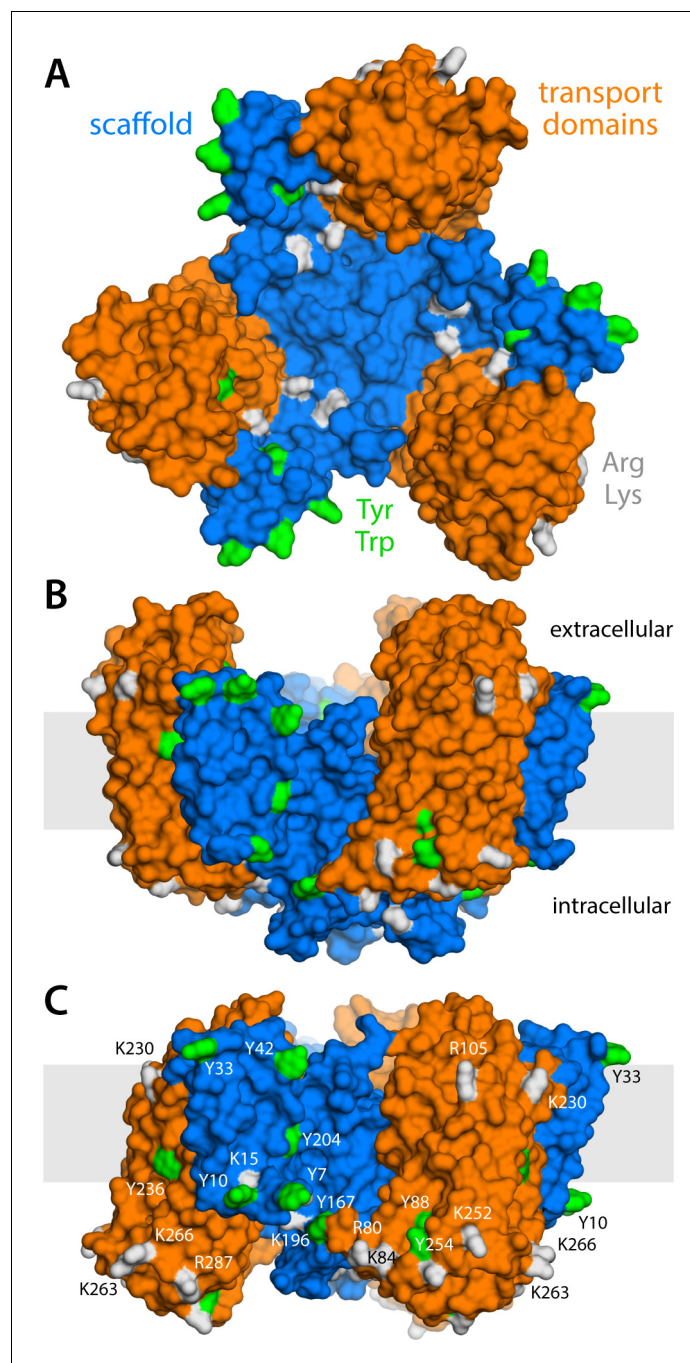 A
scaffold
transport
domains
Arg
Lys
Tyr
Trp
B
extracellular
intracellular
C
K230
Y42
Y33
R105
Y33
K230
Y204
K15
Y7
Y10
Y236
Y167
Y88
K252
Y10
K266
R80
K196
Y254
K266
R287
K84
K263
K263